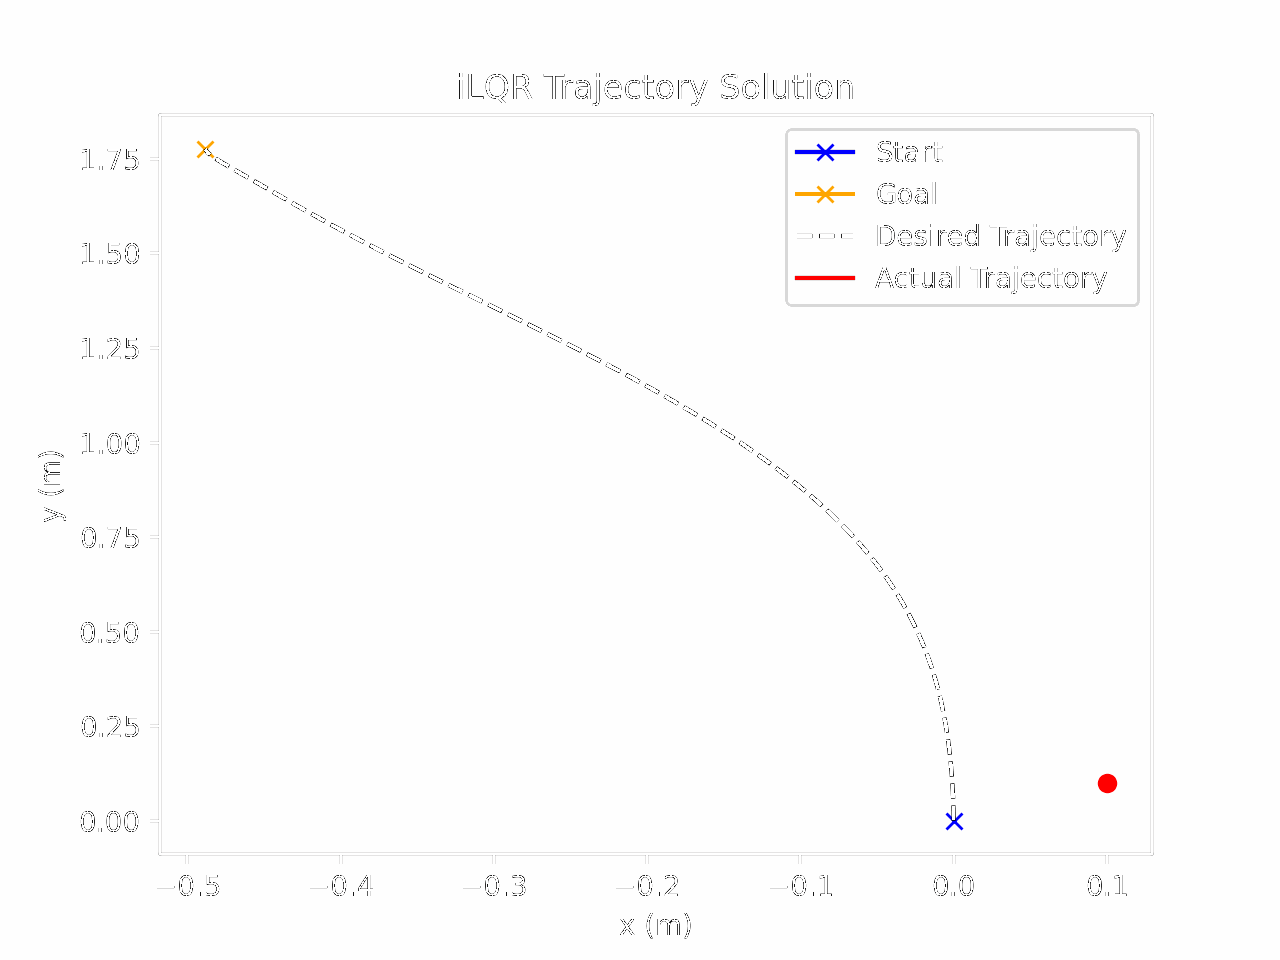 iLQR Trajectory Solution
Start
Goal
Desired Trajectory
Actual Trajectory
1.75
1.50
1.25
1.00
0.75
0.50
0.25
0.00
y (m)
−0.5 −0.4 −0.3 −0.2 −0.1 0.0 0.1
x (m)